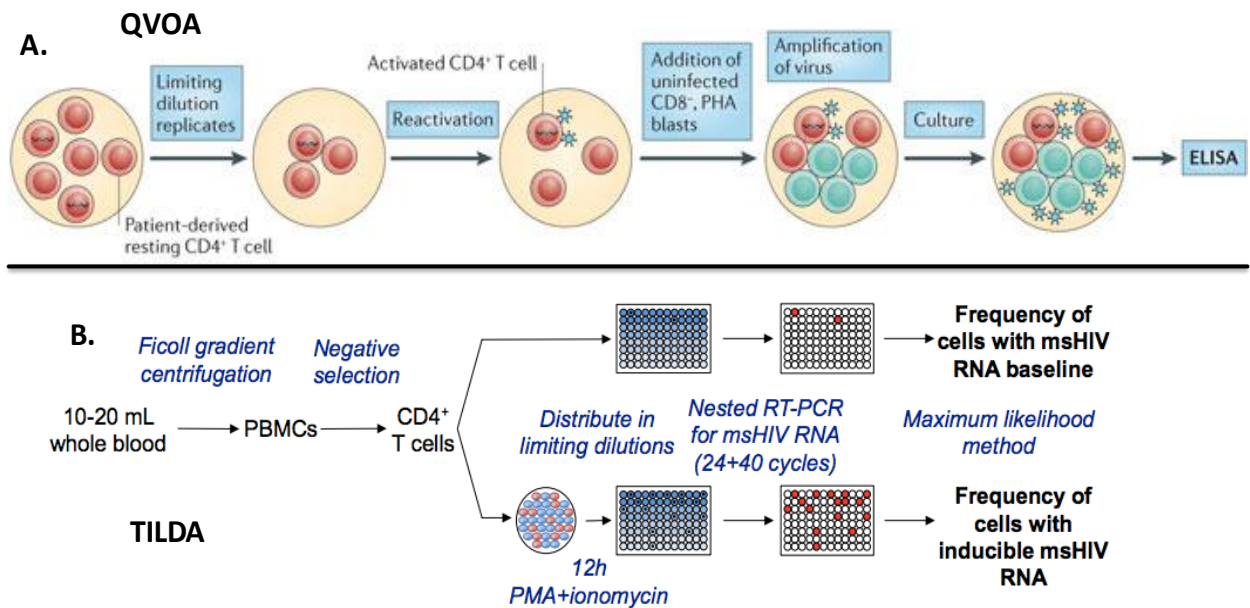 QVOA
A.
Limiting
dilution
replicates
Reactivation
Activated CD4⁺ T cell
Addition of
uninfected
CD8⁻, PHA
blasts
Amplification
of virus
Culture
ELISA
Patient-derived
resting CD4⁺ T cell
B.
Ficoll gradient
centrifugation
Negative
selection
10-20 mL
whole blood
PBMCs
CD4⁺
T cells
Distribute in
limiting dilutions
Nested RT-PCR
for msHIV RNA
(24+40 cycles)
Maximum likelihood
method
Frequency of
cells with msHIV
RNA baseline
TILDA
12h
PMA+ionomycin
Frequency of
cells with
inducible msHIV
RNA